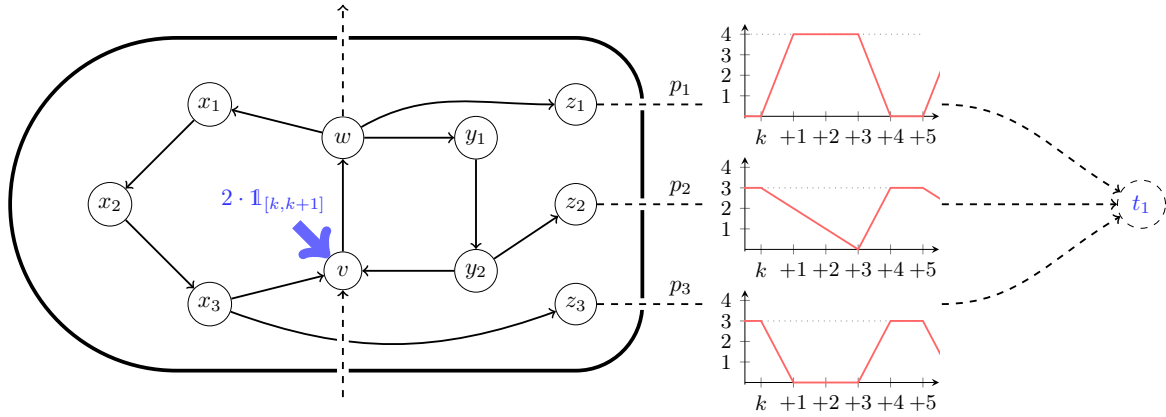 x₁
x₂
x₃
2 · 𝟙[k,k+1]
w
v
y₁
y₂
z₁
z₂
z₃
p₁
4
3
2
1
k +1 +2 +3 +4 +5
p₂
4
3
2
1
k +1 +2 +3 +4 +5
p₃
4
3
2
1
k +1 +2 +3 +4 +5
t₁